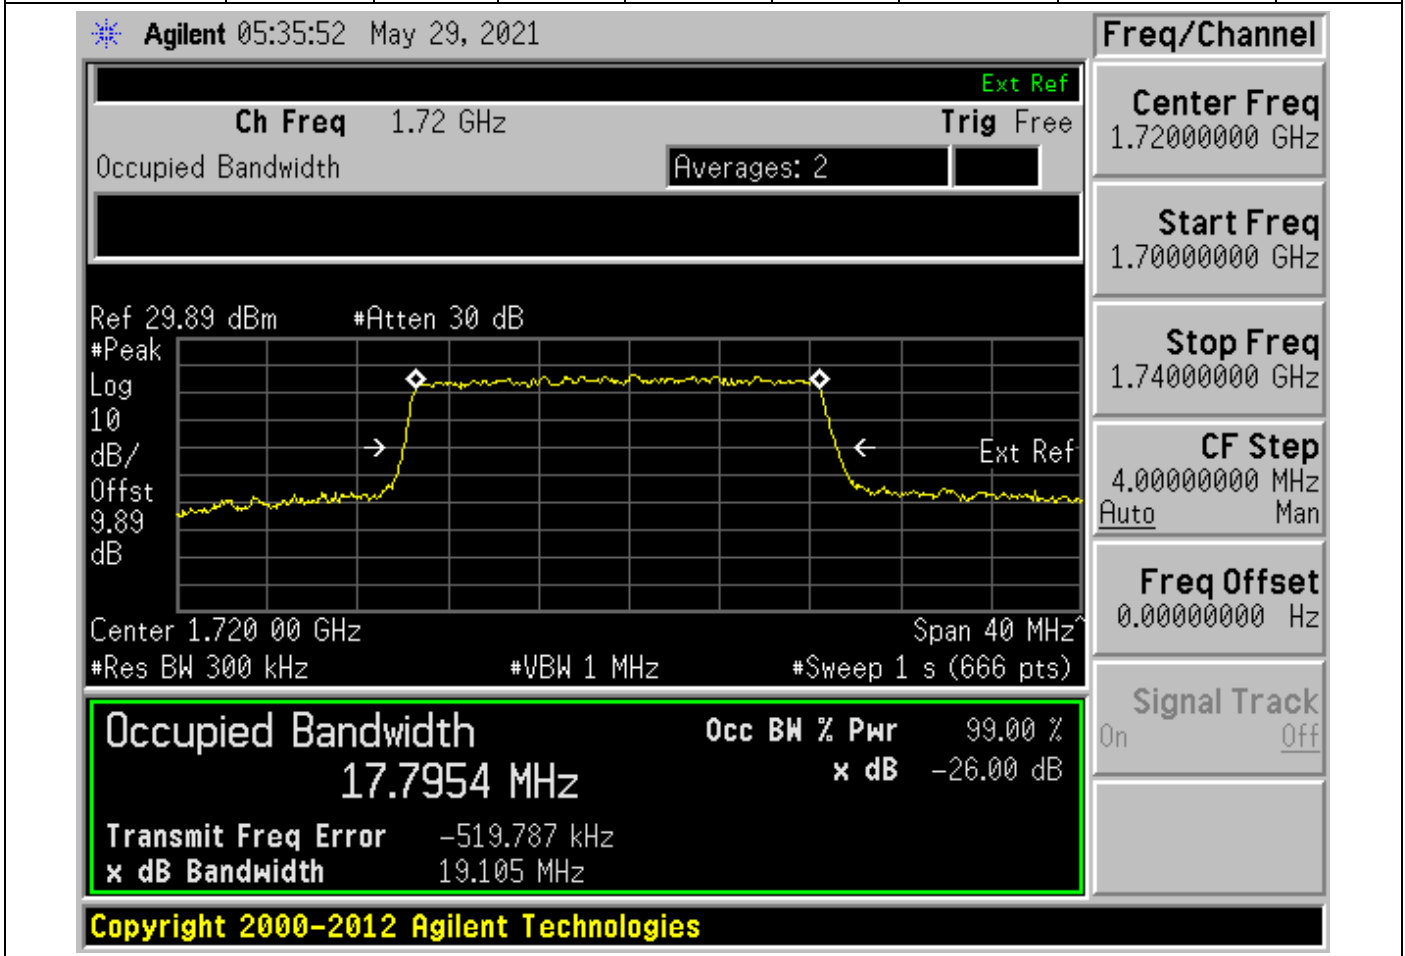 Agilent 05:35:52 May 29, 2021
Freq/Channel
Ext Ref
Ch Freq 1.72 GHz
Trig Free
Occupied Bandwidth
Averages: 2
Center Freq
1.72000000 GHz
Start Freq
1.70000000 GHz
Stop Freq
1.74000000 GHz
CF Step
4.00000000 MHz
Auto Man
Freq Offset
0.00000000 Hz
Signal Track
On Off
Ref 29.89 dBm #Atten 30 dB
#Peak
Log
10
dB/
Offst
9.89
dB
Ext Ref
Center 1.720 00 GHz
Span 40 MHz^
#Res BW 300 kHz #VBW 1 MHz #Sweep 1 s (666 pts)
Occupied Bandwidth
17.7954 MHz
Occ BW % Pwr 99.00 %
x dB -26.00 dB
Transmit Freq Error -519.787 kHz
x dB Bandwidth 19.105 MHz
Copyright 2000-2012 Agilent Technologies